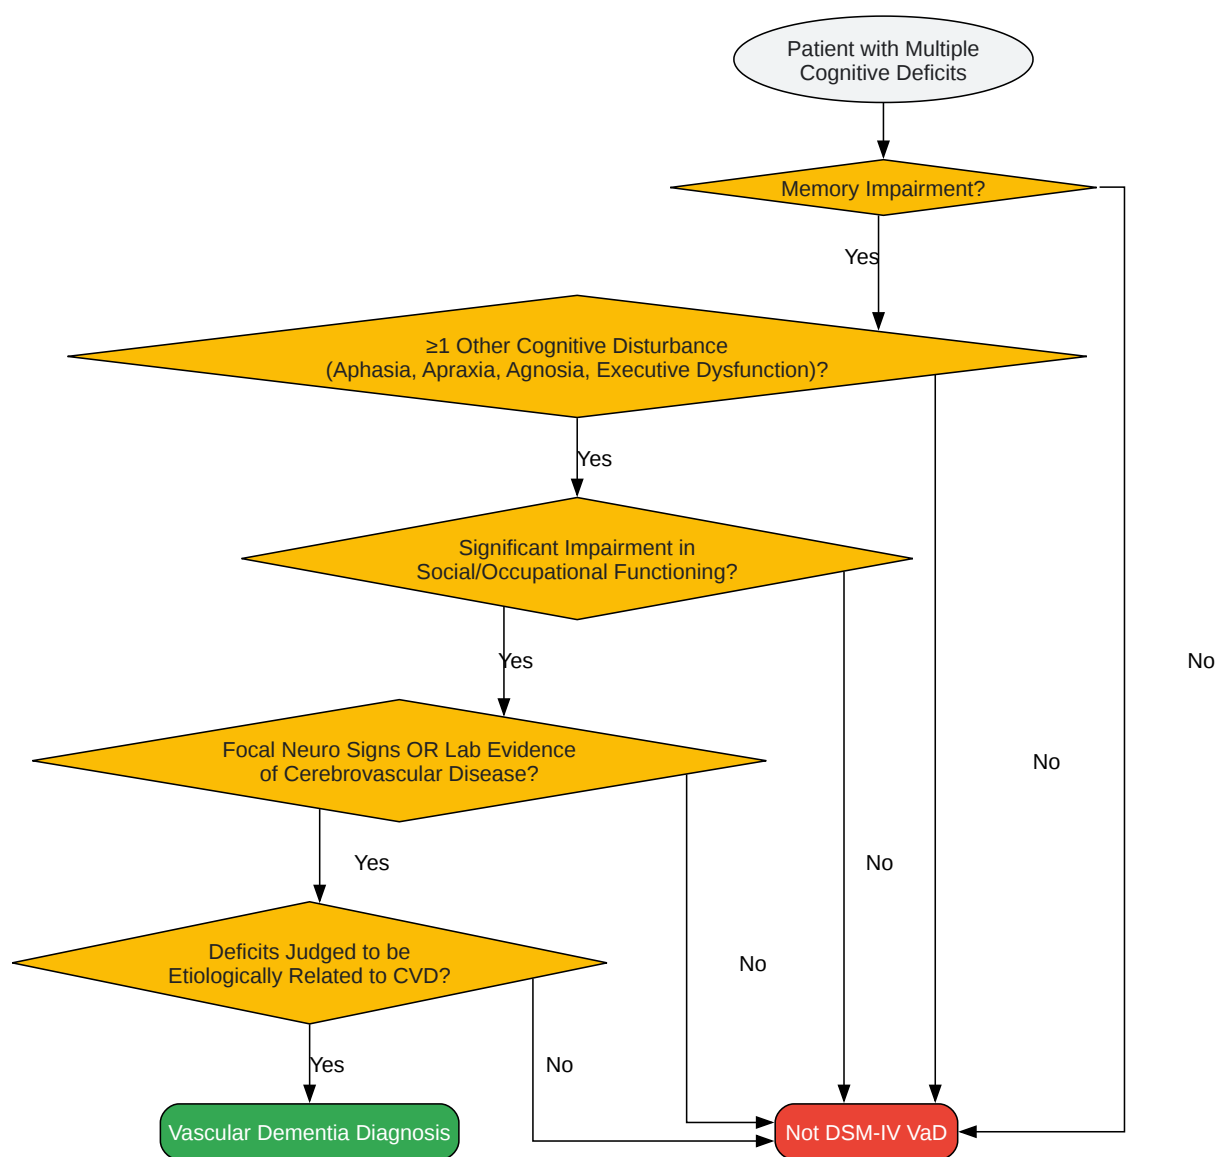 Patient with Multiple
Cognitive Deficits
Memory Impairment?
Yes
≥1 Other Cognitive Disturbance
(Aphasia, Apraxia, Agnosia, Executive Dysfunction)?
Yes
Significant Impairment in
Social/Occupational Functioning?
Yes
No
Focal Neuro Signs OR Lab Evidence
of Cerebrovascular Disease?
No
Yes
No
Deficits Judged to be
Etiologically Related to CVD?
No
Yes
No
Vascular Dementia Diagnosis
Not DSM-IV VaD